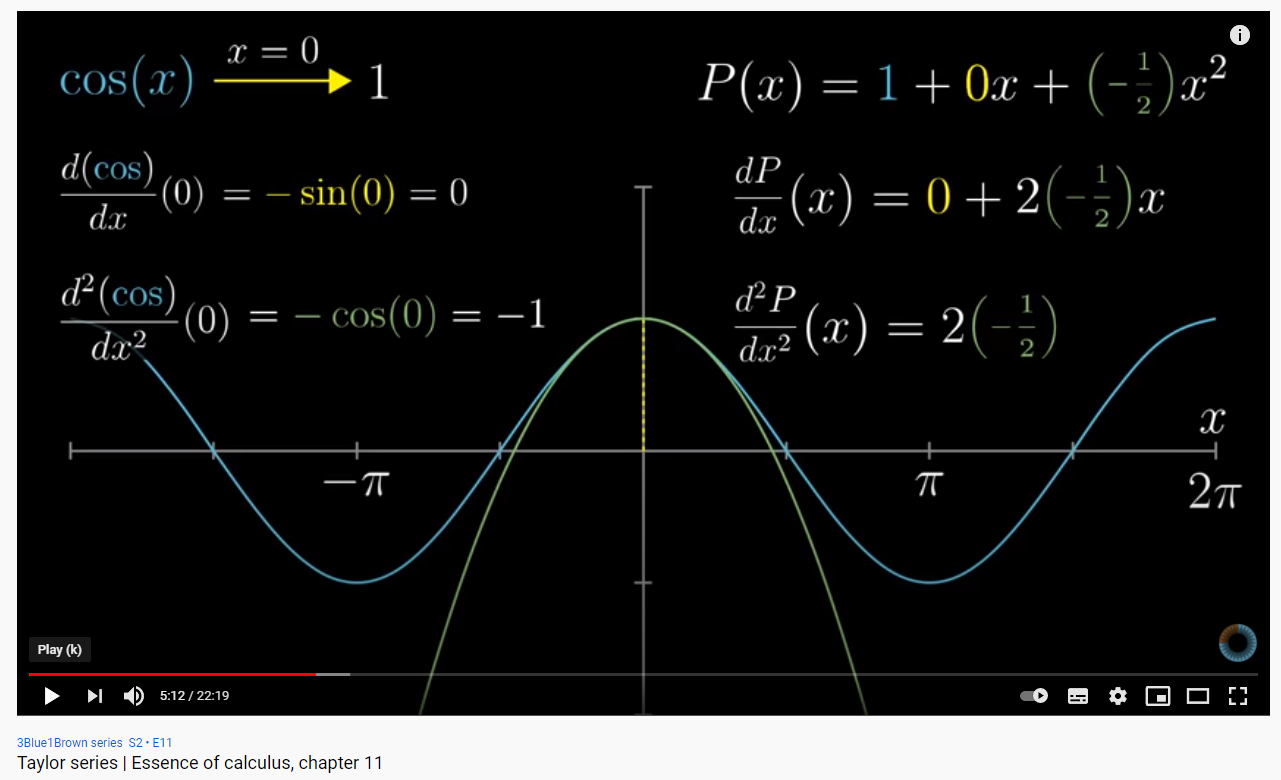 cos(x) x = 0 → 1
P(x) = 1 + 0x + (−1/2)x²
d(cos)/dx (0) = − sin(0) = 0
dP/dx (x) = 0 + 2(−1/2)x
d²(cos)/dx² (0) = − cos(0) = −1
d²P/dx² (x) = 2(−1/2)
x
−π π 2π
Play (k)
5:12 / 22:19
3Blue1Brown series S2 • E11
Taylor series | Essence of calculus, chapter 11